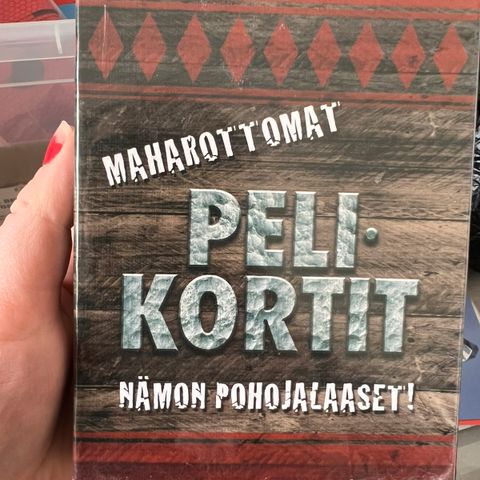 MAHAROTTOMAT
PELI-
KORTIT
NÄMON POHOJALAASET!